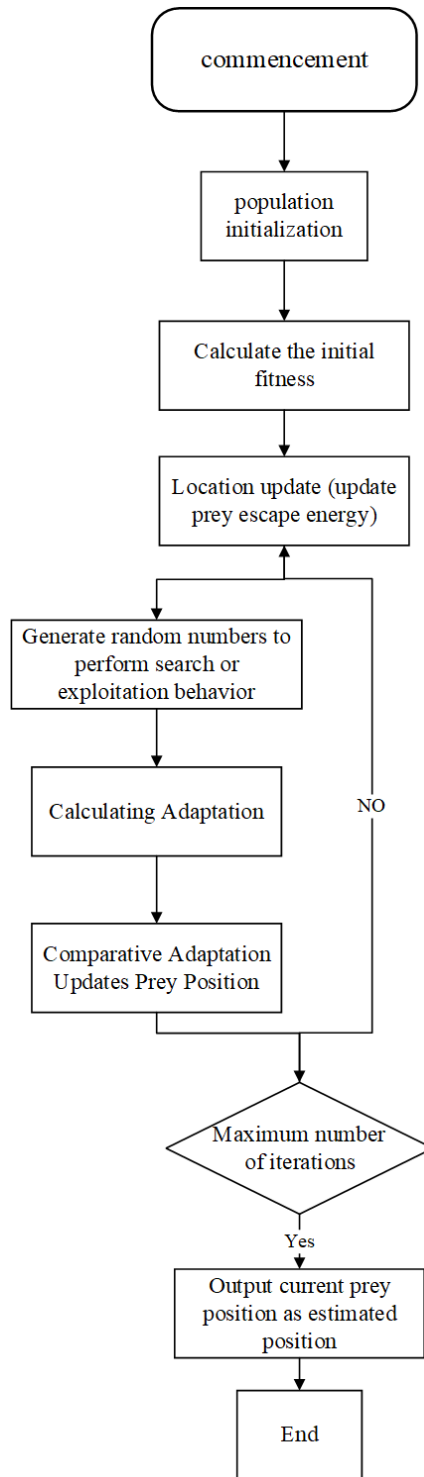 commencement
population
initialization
Calculate the initial
fitness
Location update (update
prey escape energy)
Generate random numbers to
perform search or
exploitation behavior
Calculating Adaptation
NO
Comparative Adaptation
Updates Prey Position
Maximum number
of iterations
Yes
Output current prey
position as estimated
position
End